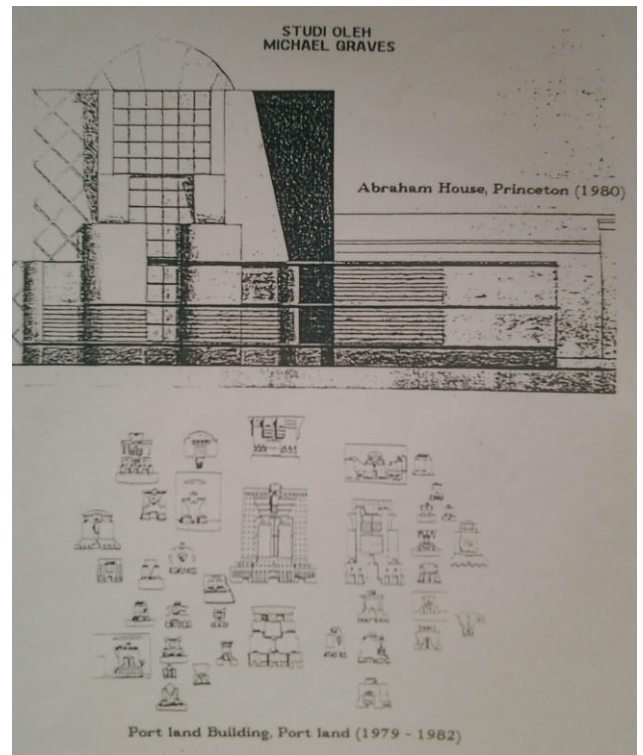 STUDI OLEH
MICHAEL GRAVES
Abraham House, Princeton (1980)
Port land Building, Port land (1979 - 1982)